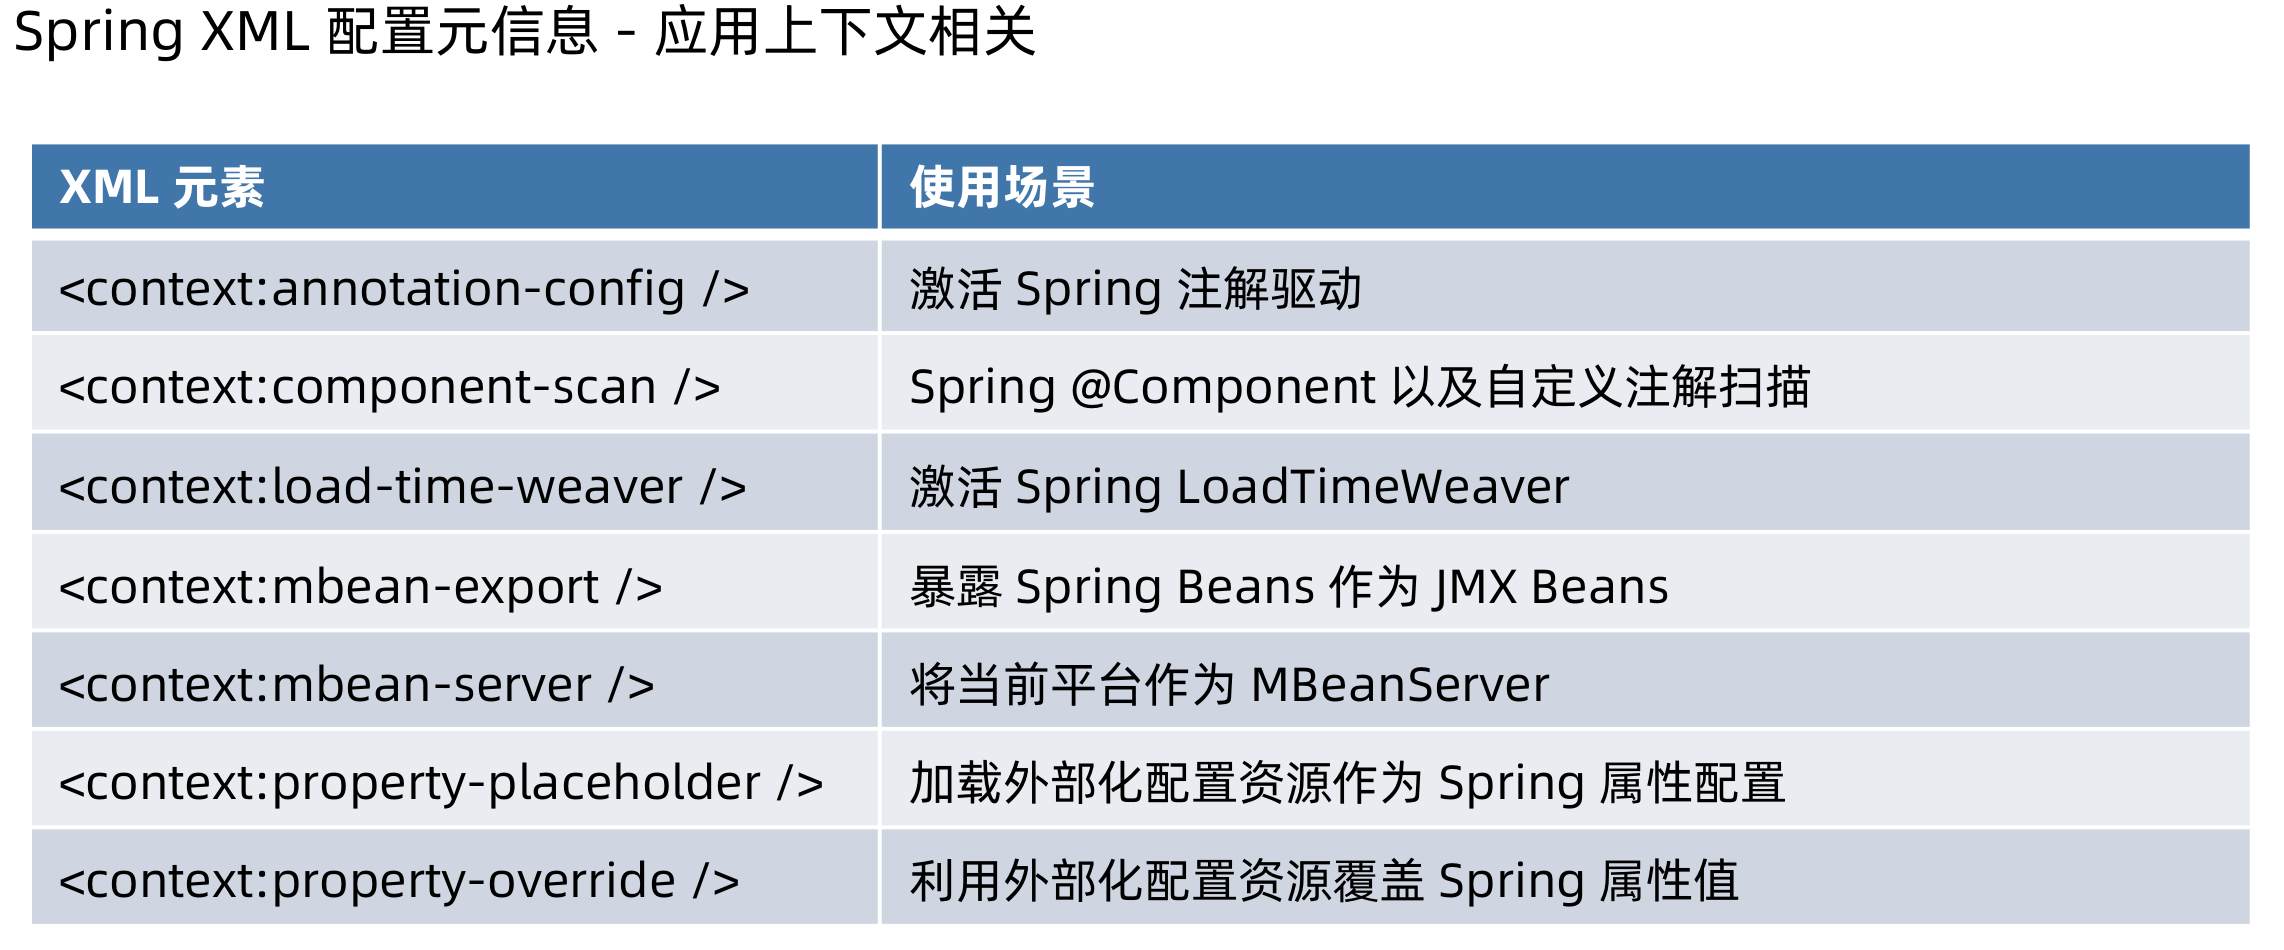 Spring XML 配置元信息 - 应用上下文相关
XML 元素 使用场景
<context:annotation-config /> 激活 Spring 注解驱动
<context:component-scan /> Spring @Component 以及自定义注解扫描
<context:load-time-weaver /> 激活 Spring LoadTimeWeaver
<context:mbean-export /> 暴露 Spring Beans 作为 JMX Beans
<context:mbean-server /> 将当前平台作为 MBeanServer
<context:property-placeholder /> 加载外部化配置资源作为 Spring 属性配置
<context:property-override /> 利用外部化配置资源覆盖 Spring 属性值